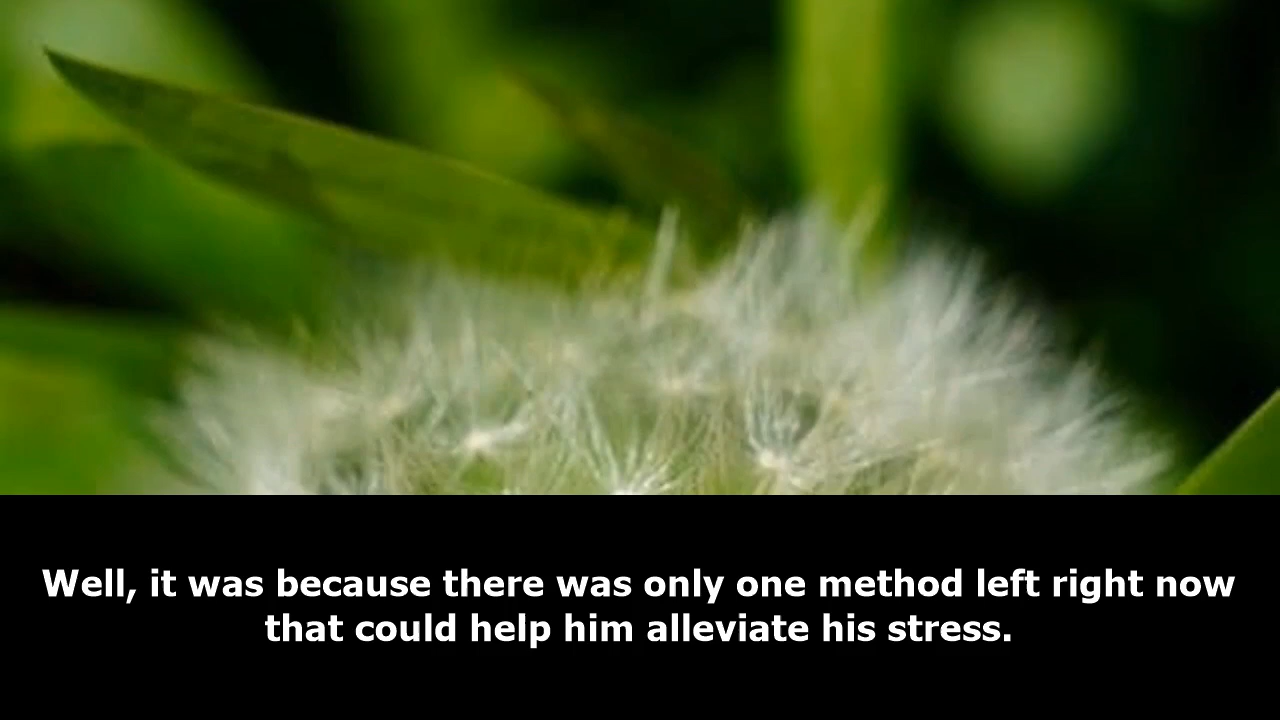 Well, it was because there was only one method left right now
that could help him alleviate his stress.